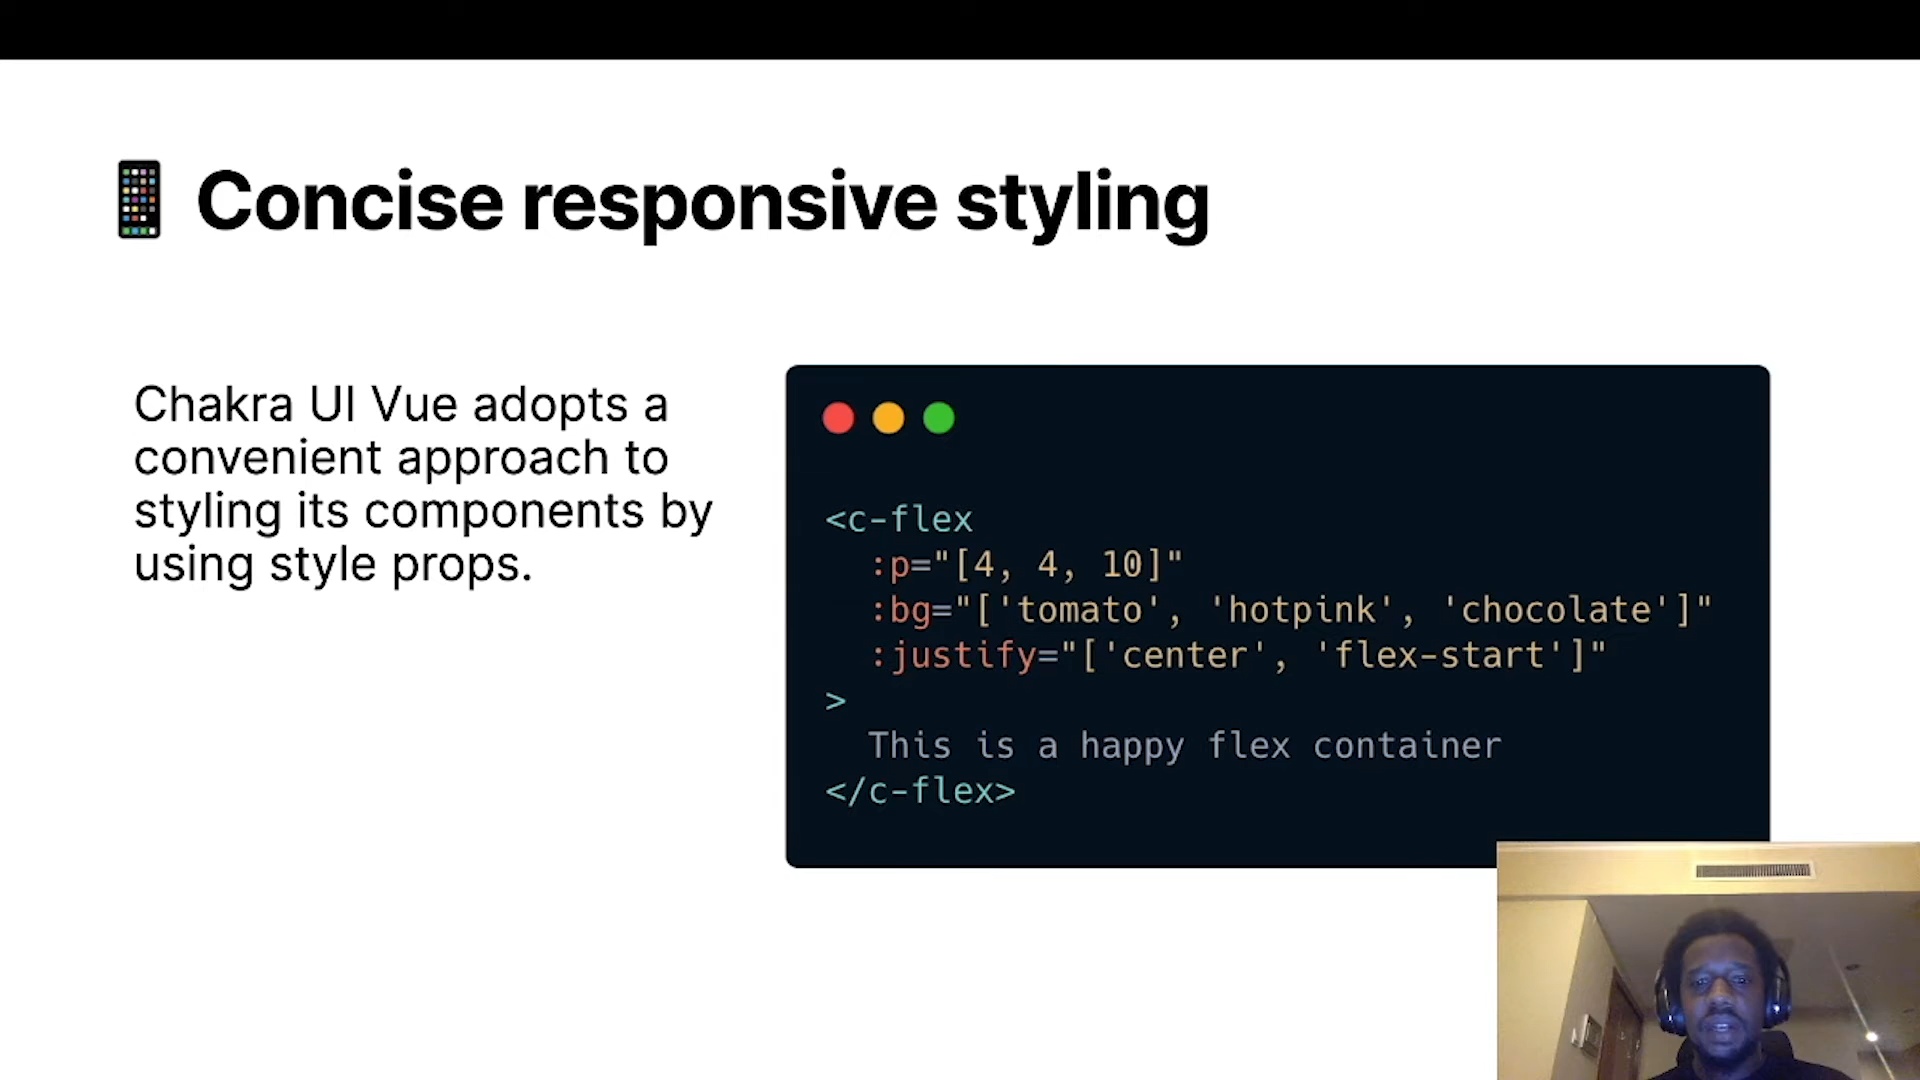 Concise responsive styling
Chakra UI Vue adopts a
convenient approach to
styling its components by
using style props.
<c-flex
:p="[4, 4, 10]"
:bg="['tomato', 'hotpink', 'chocolate']"
:justify="['center', 'flex-start']"
>
This is a happy flex container
</c-flex>